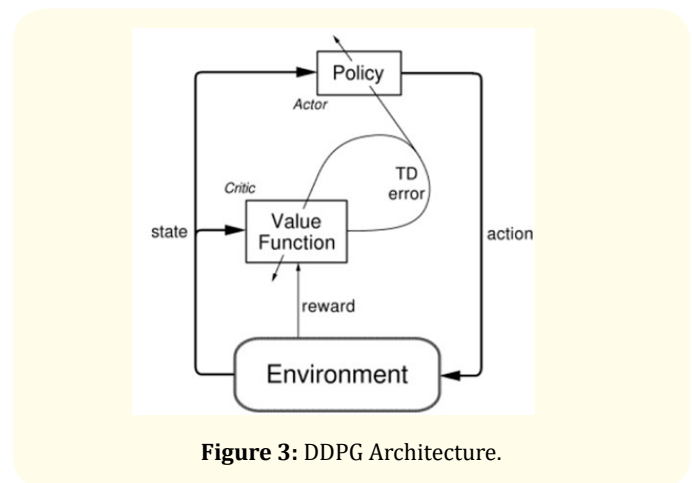 Policy
Actor
TD
error
Critic
Value
Function
state
action
reward
Environment
Figure 3: DDPG Architecture.